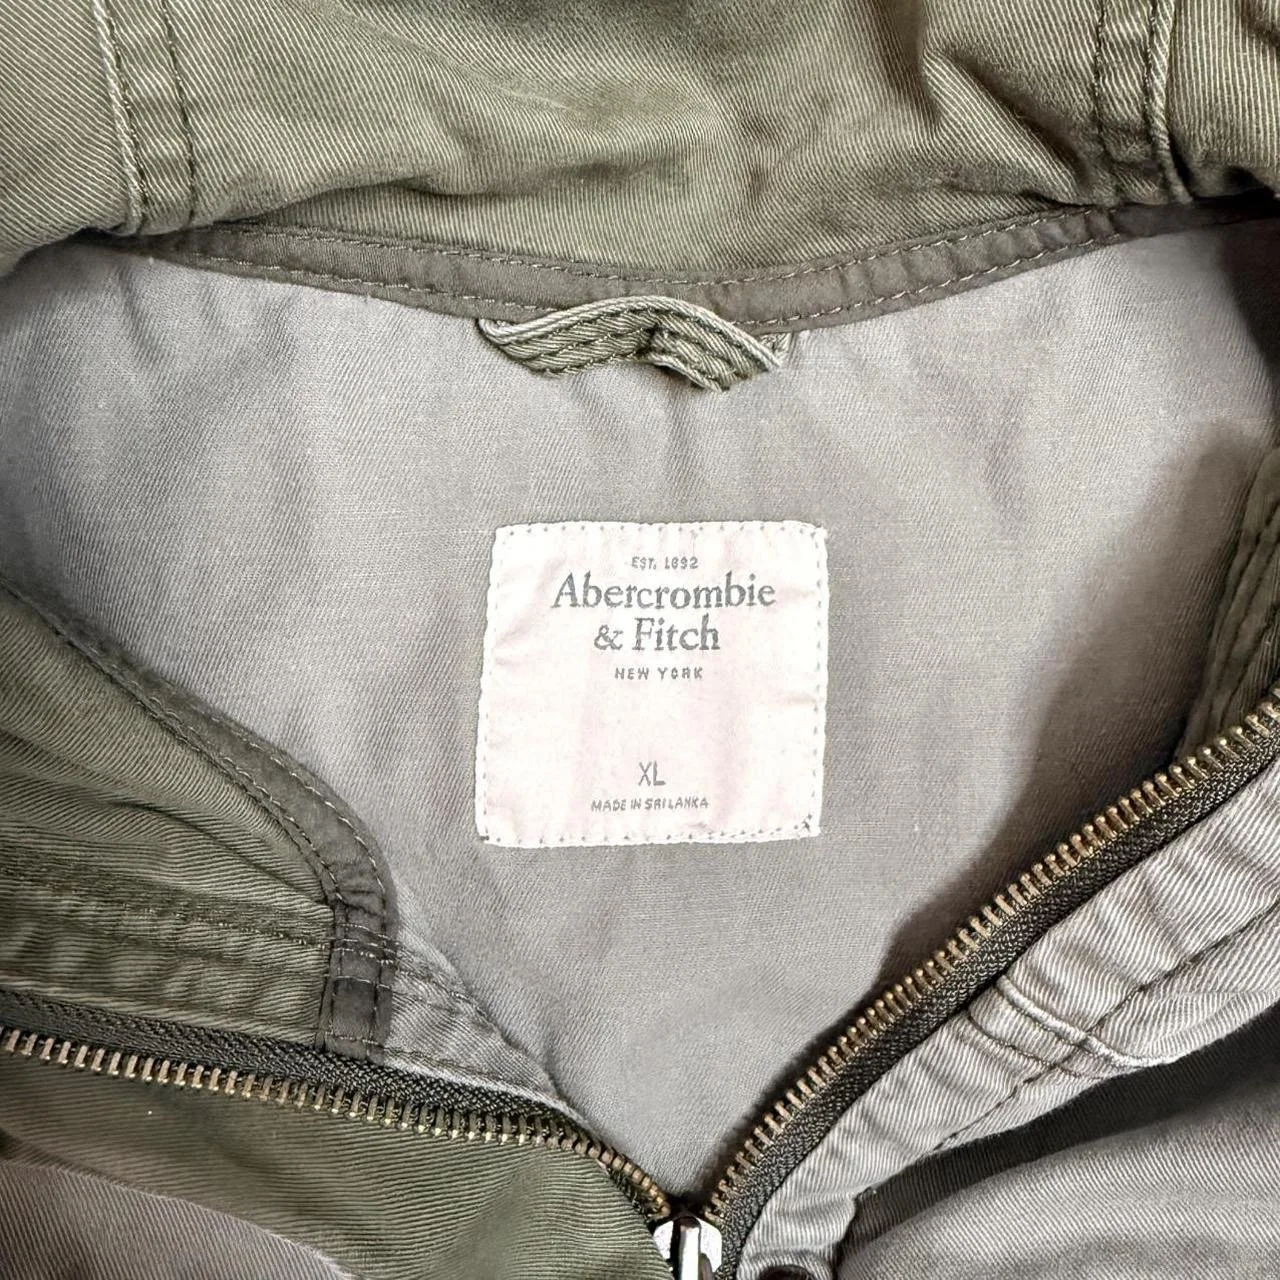 EST. 1892
Abercrombie
& Fitch
NEW YORK
XL
MADE IN SRI LANKA